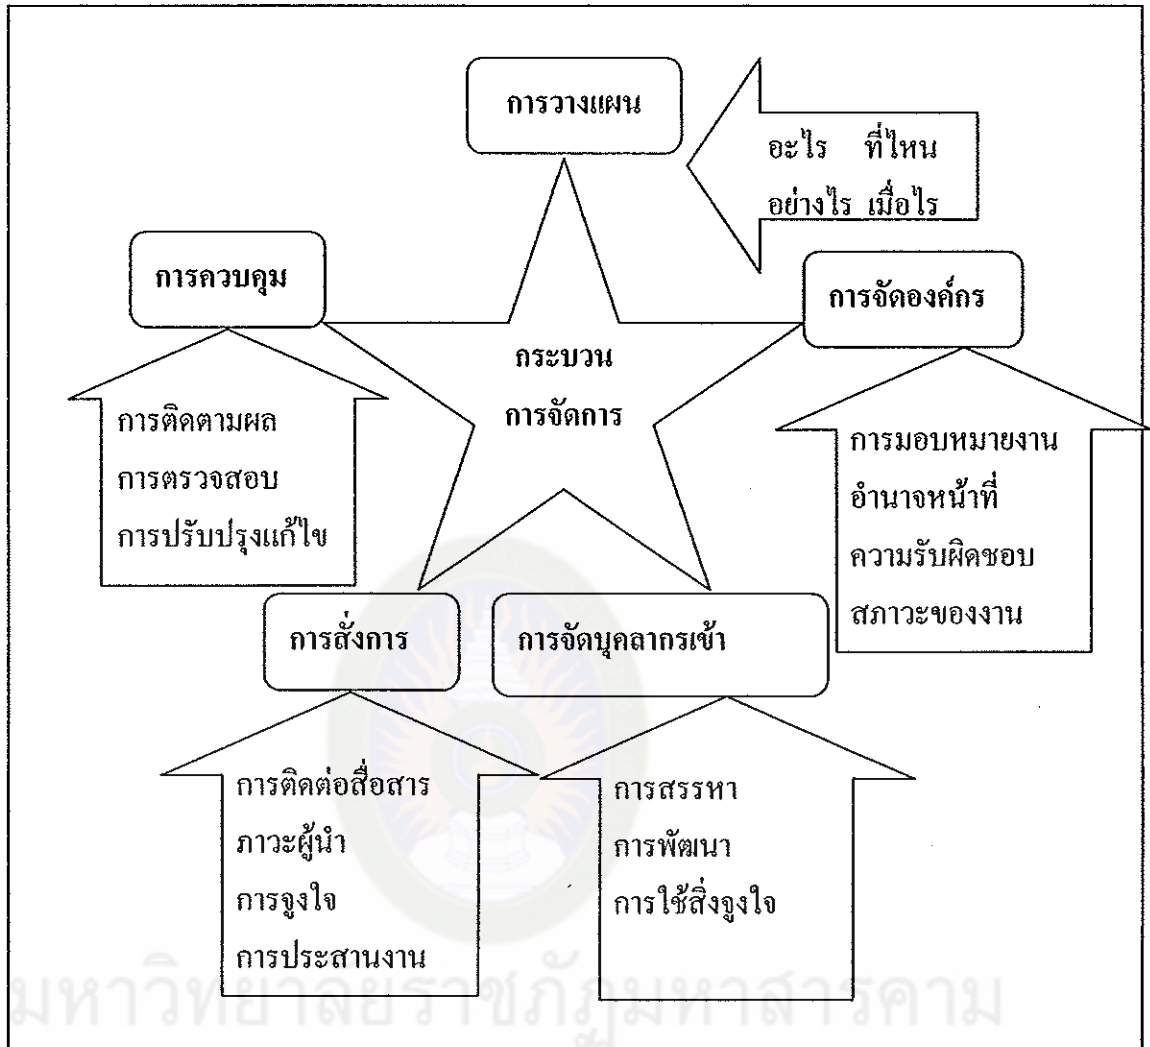 การวางแผน
อะไร ที่ไหน
อย่างไร เมื่อไร
การควบคุม
การจัดองค์กร
กระบวน
การจัดการ
การติดตามผล
การตรวจสอบ
การปรับปรุงแก้ไข
การมอบหมายงาน
อำนาจหน้าที่
ความรับผิดชอบ
สภาวะของงาน
การสั่งการ
การจัดบุคลากรเข้า
การติดต่อสื่อสาร
ภาวะผู้นำ
การจูงใจ
การประสานงาน
การสรรหา
การพัฒนา
การใช้สิ่งจูงใจ
มหาวิทยาลัยราชภัฏมหาสารคาม